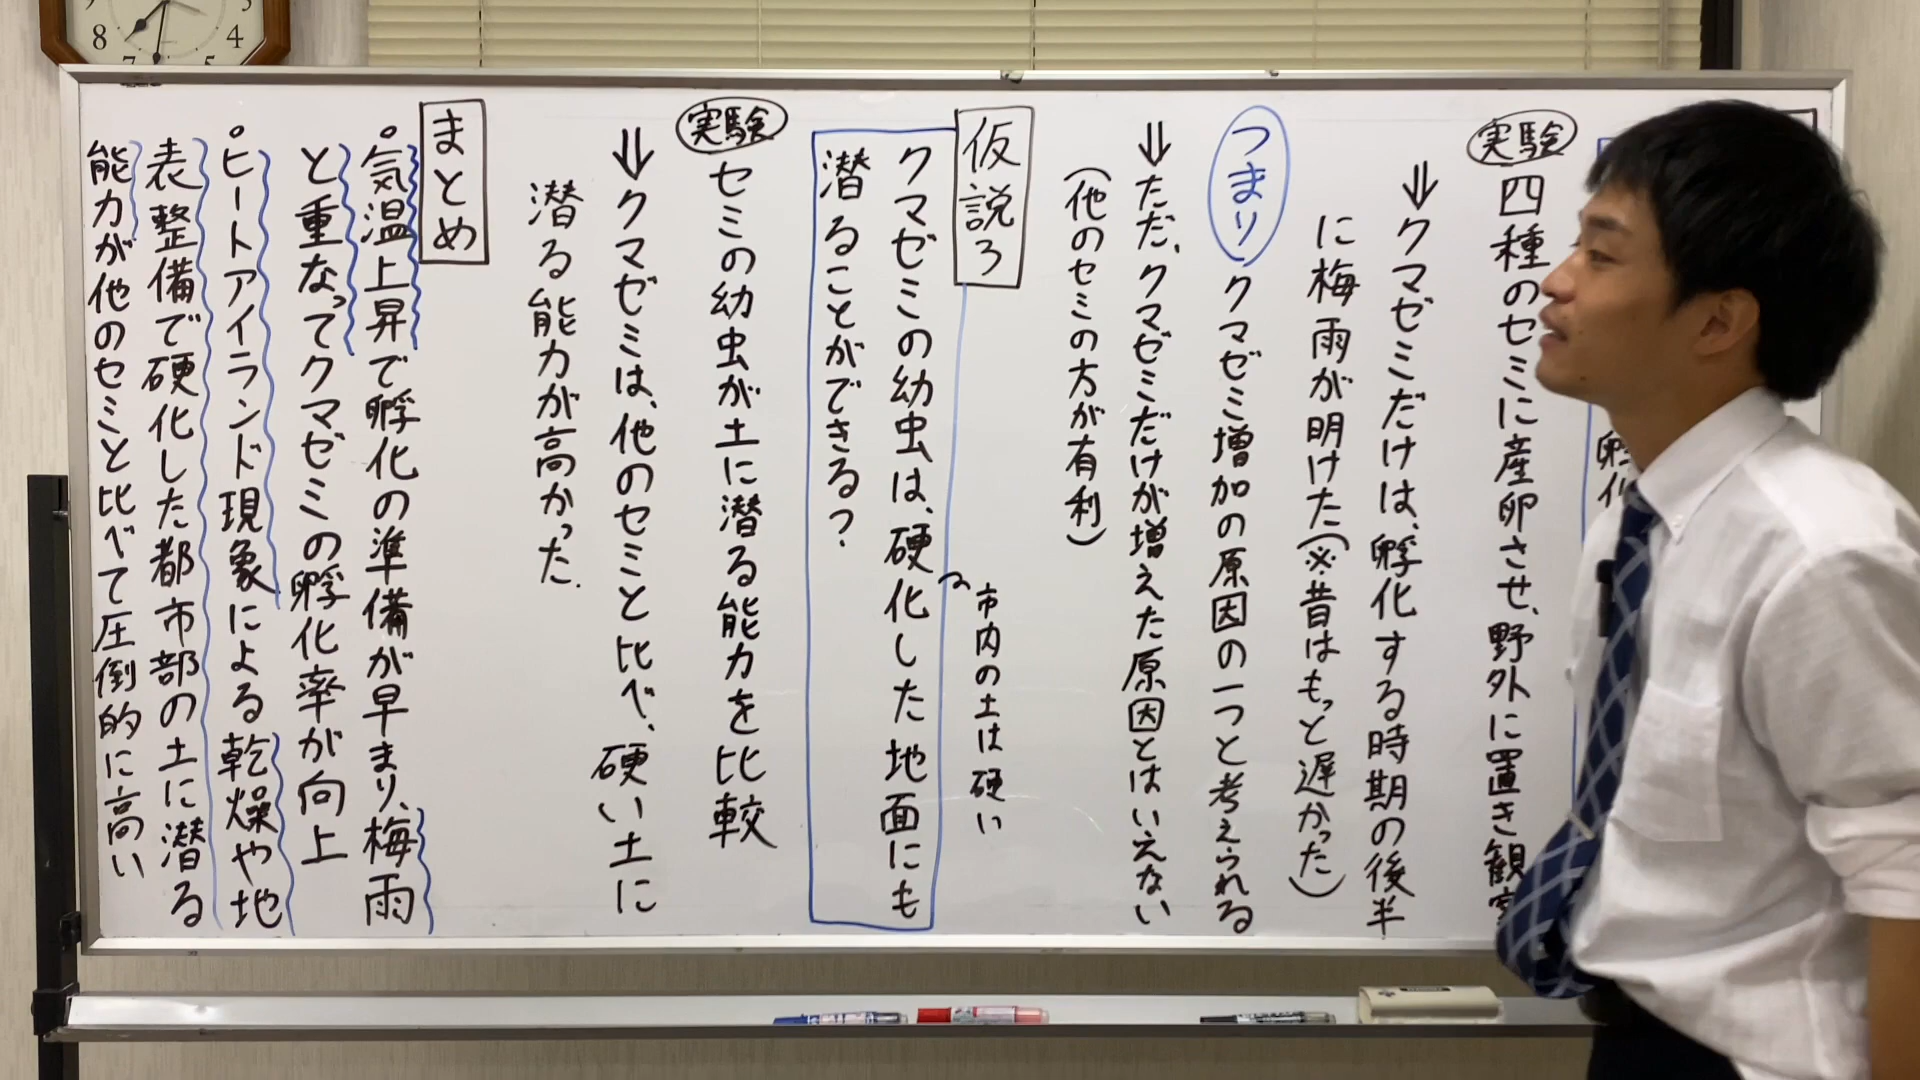 孵化
実験
四種のセミに産卵させ、野外に置き観察
⇓クマゼミだけは、孵化する時期の後半
に梅雨が明けた(※昔はもっと遅かった)
つまり、クマゼミ増加の原因の一つと考えられる
⇓ただ、クマゼミだけが増えた原因とはいえない
(他のセミの方が有利)
仮説3
クマゼミの幼虫は、硬化した地面にも
潜ることができる?
市内の土は硬い
実験
セミの幼虫が土に潜る能力を比較
⇓クマゼミは、他のセミと比べ、硬い土に
潜る能力が高かった.
まとめ
。気温上昇で孵化の準備が早まり、梅雨
と重なってクマゼミの孵化率が向上
。ヒートアイランド現象による乾燥や地
表整備で硬化した都市部の土に潜る
能力が他のセミと比べて圧倒的に高い
8
7
5
4
3